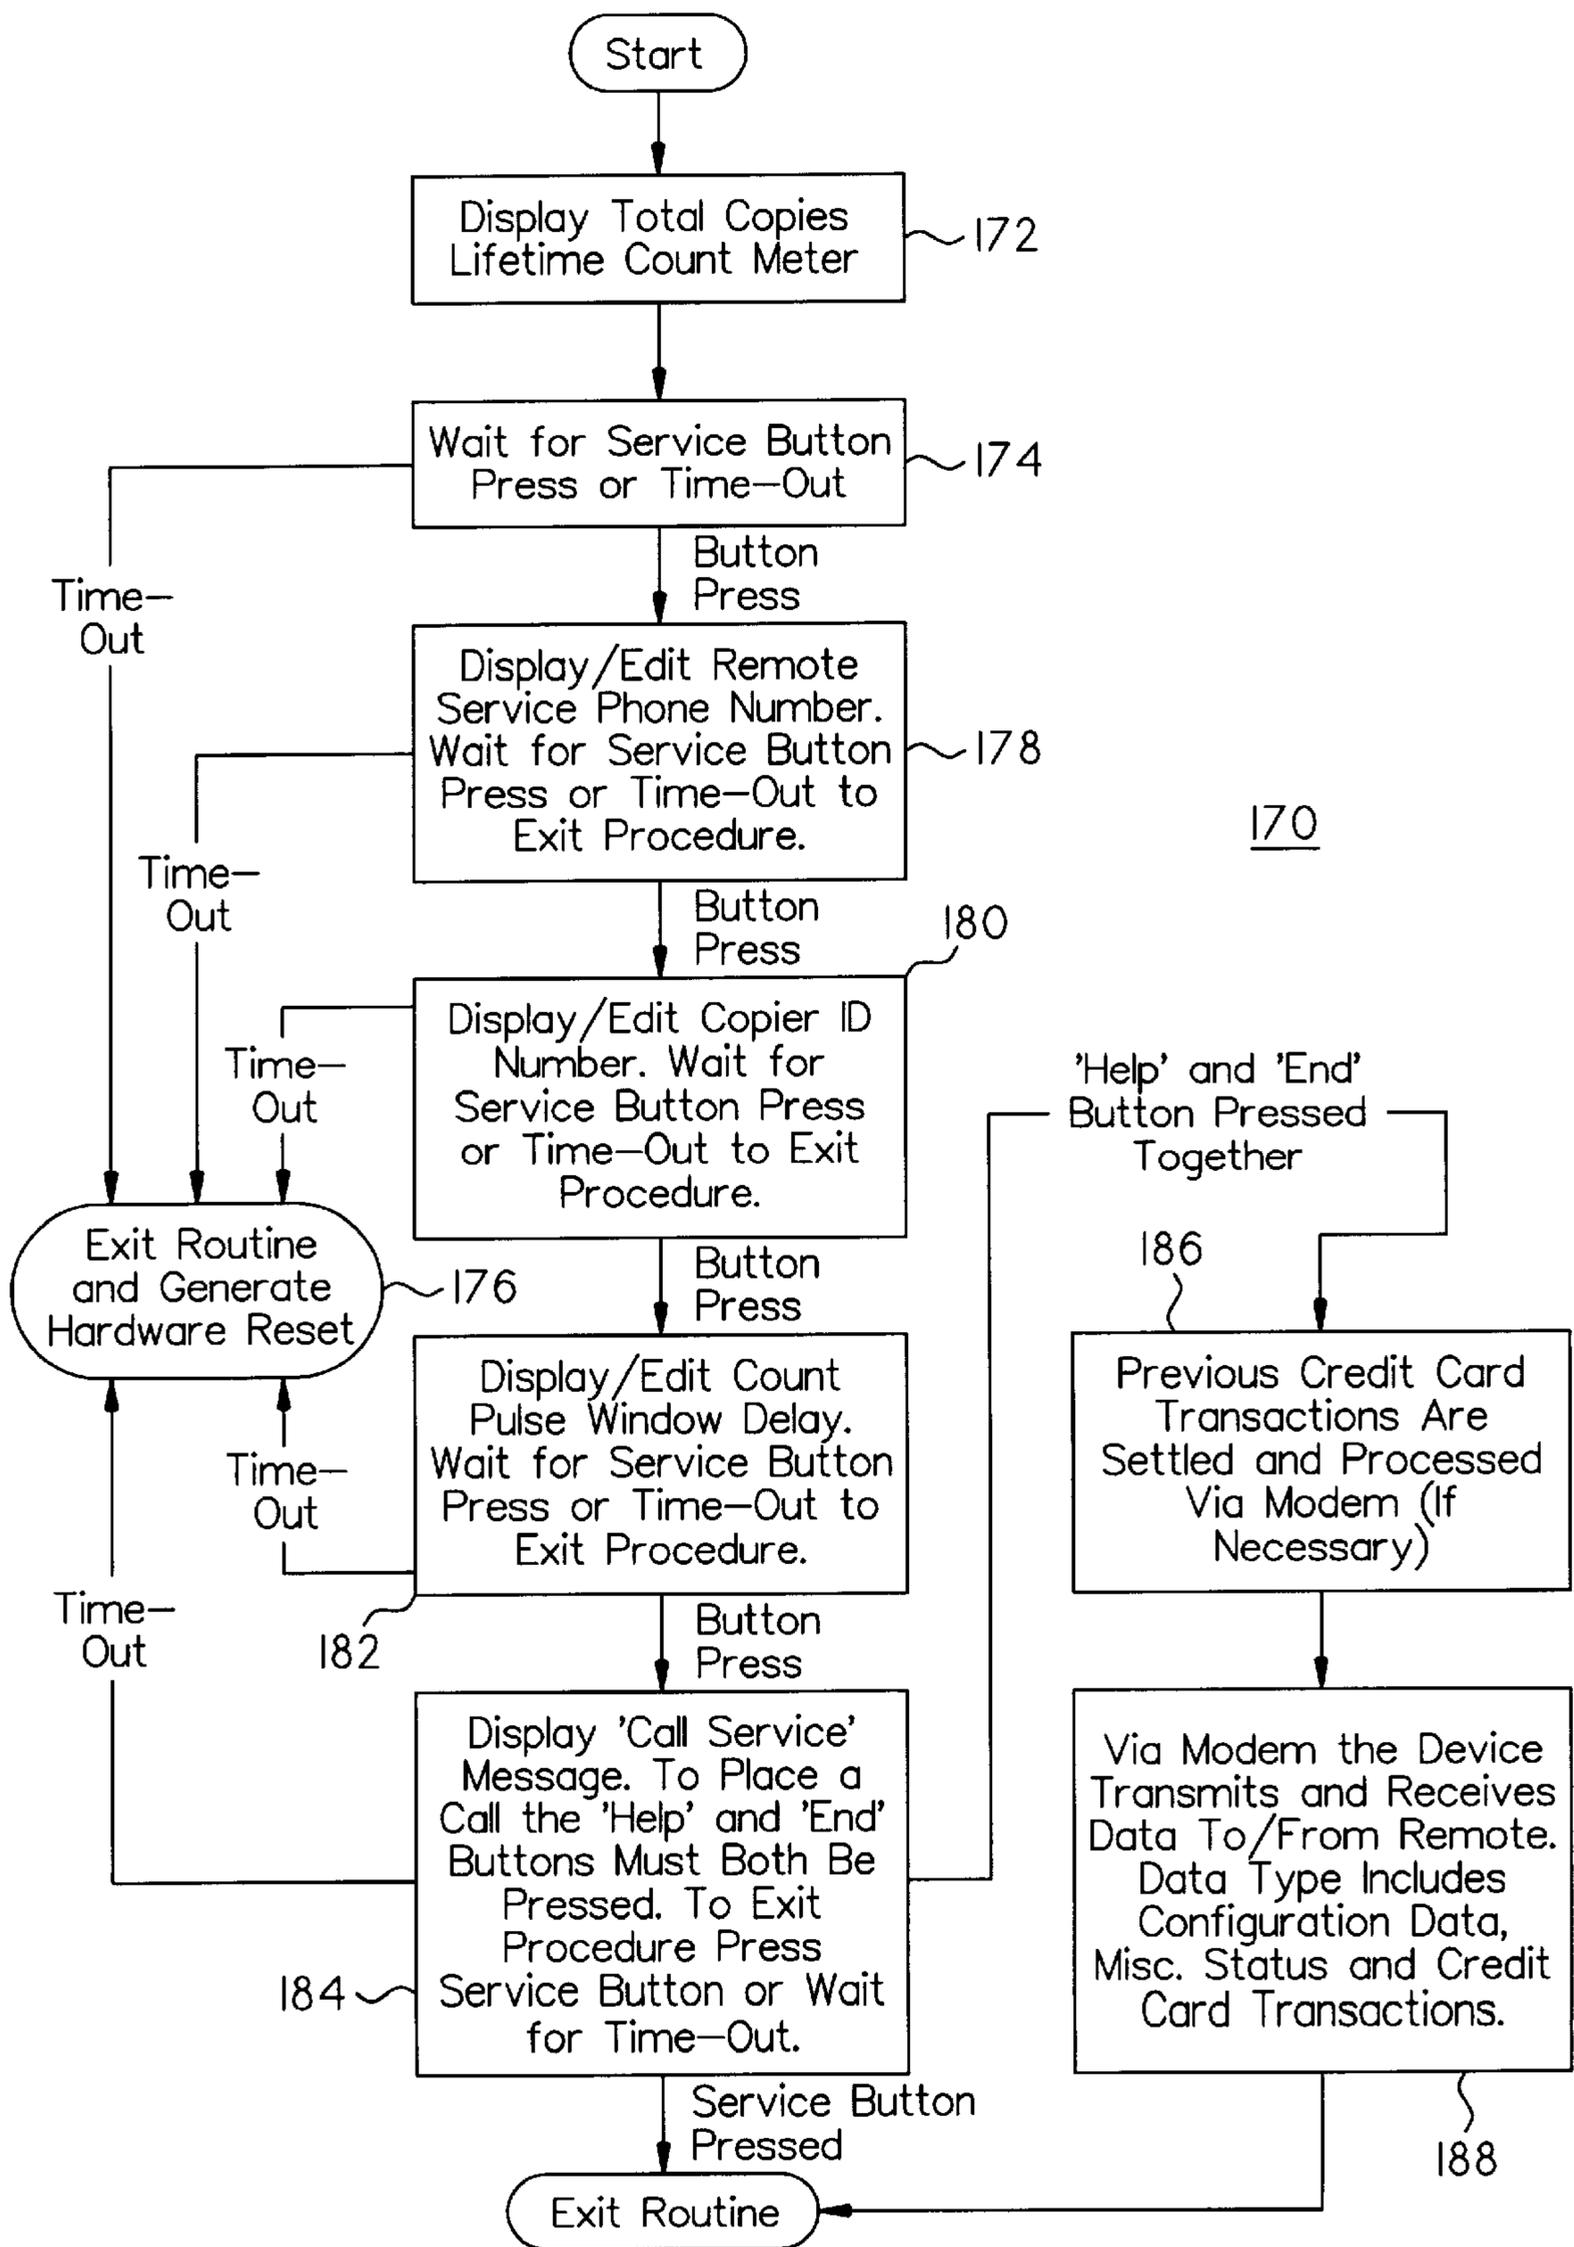 Start
Display Total Copies
Lifetime Count Meter
172
Wait for Service Button
Press or Time-Out
174
Button
Press
Time-
Out
Display/Edit Remote
Service Phone Number.
Wait for Service Button
Press or Time-Out to
Exit Procedure.
178
170
Time-
Out
Button
Press
180
Display/Edit Copier ID
Number. Wait for
Service Button Press
or Time-Out to Exit
Procedure.
Time-
Out
'Help' and 'End'
Button Pressed
Together
Exit Routine
and Generate
Hardware Reset
176
Button
Press
186
Display/Edit Count
Pulse Window Delay.
Wait for Service Button
Press or Time-Out to
Exit Procedure.
Time-
Out
182
Previous Credit Card
Transactions Are
Settled and Processed
Via Modem (If
Necessary)
Time-
Out
Button
Press
Display 'Call Service'
Message. To Place a
Call the 'Help' and 'End'
Buttons Must Both Be
Pressed. To Exit
Procedure Press
Service Button or Wait
for Time-Out.
184
Via Modem the Device
Transmits and Receives
Data To/From Remote.
Data Type Includes
Configuration Data,
Misc. Status and Credit
Card Transactions.
188
Service Button
Pressed
Exit Routine